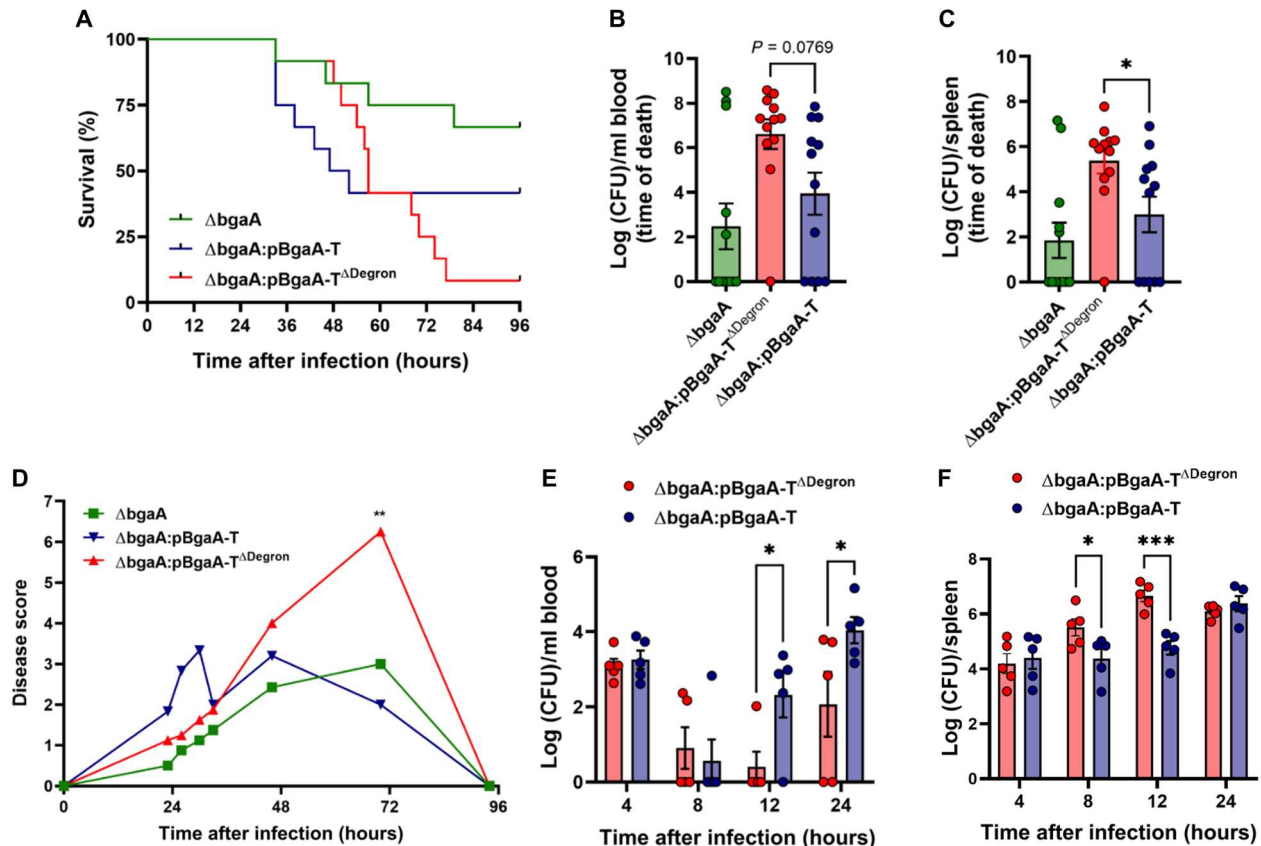 A
Survival (%)
100
75
50
25
0
0 12 24 36 48 60 72 84 96
Time after infection (hours)
ΔbgaA
ΔbgaA:pBgaA-T
ΔbgaA:pBgaA-TΔDegron
B
Log (CFU)/ml blood
(time of death)
P = 0.0769
10
8
6
4
2
0
ΔbgaA
ΔbgaA:pBgaA-TΔDegron
ΔbgaA:pBgaA-T
C
Log (CFU)/spleen
(time of death)
*
10
8
6
4
2
0
ΔbgaA
ΔbgaA:pBgaA-TΔDegron
ΔbgaA:pBgaA-T
D
Disease score
7
6
5
4
3
2
1
0
ΔbgaA
ΔbgaA:pBgaA-T
ΔbgaA:pBgaA-TΔDegron
**
0 24 48 72 96
Time after infection (hours)
E
ΔbgaA:pBgaA-TΔDegron
ΔbgaA:pBgaA-T
Log (CFU)/ml blood
6
4
2
0
* *
4 8 12 24
Time after infection (hours)
F
ΔbgaA:pBgaA-TΔDegron
ΔbgaA:pBgaA-T
Log (CFU)/spleen
8
6
4
2
0
* ***
4 8 12 24
Time after infection (hours)